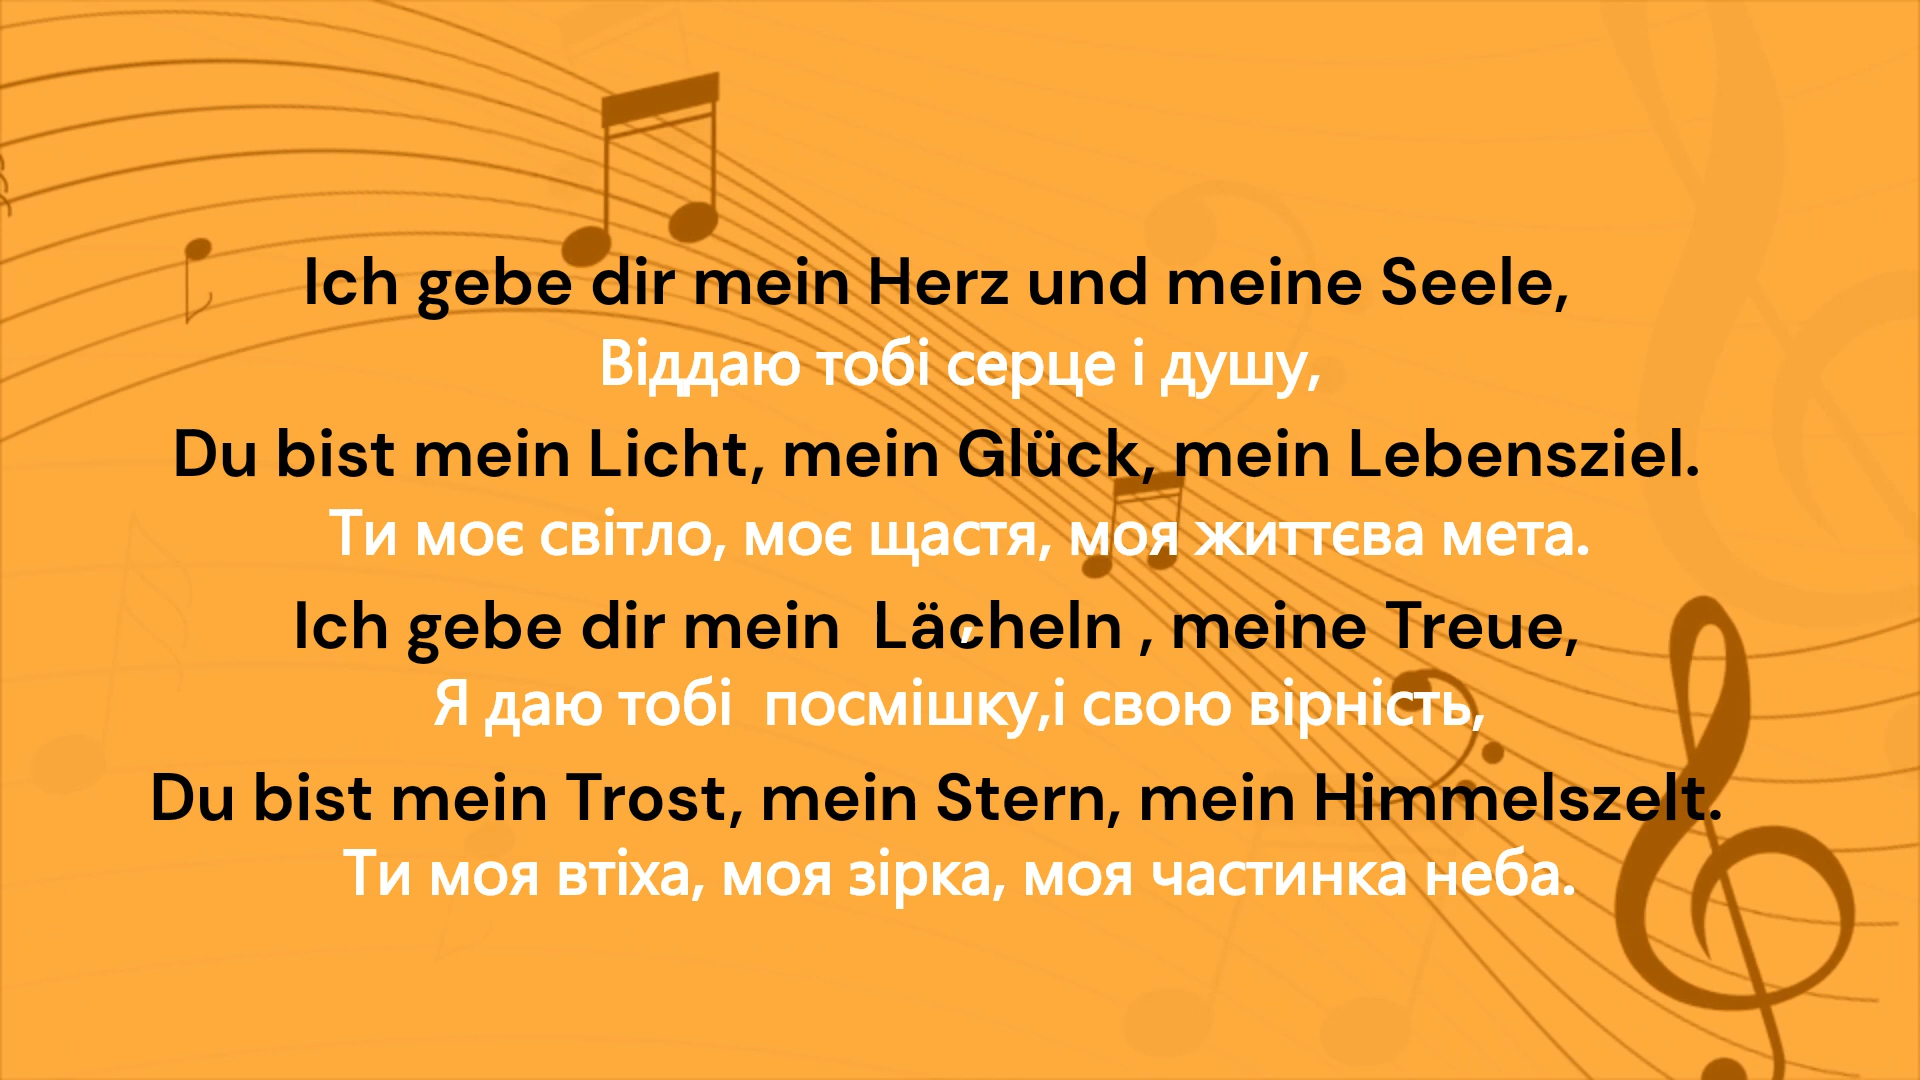 Ich gebe dir mein Herz und meine Seele,
Віддаю тобі серце і душу,
Du bist mein Licht, mein Glück, mein Lebensziel.
Ти моє світло, моє щастя, моя життєва мета.
Ich gebe dir mein  Lächeln , meine Treue,
,
Я даю тобі  посмішку,і свою вірність,
Du bist mein Trost, mein Stern, mein Himmelszelt.
Ти моя втіха, моя зірка, моя частинка неба.